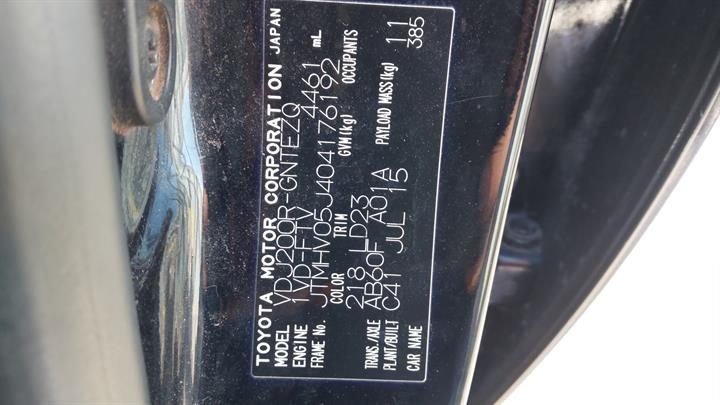 TOYOTA MOTOR CORPORATION JAPAN
MODEL YDJ200R-GNTEZQ
ENGINE 1VD-FTV 4461 mL
FRAME No. JTMHV05J404176192
COLOR TRIM GVM(kg) OCCUPANTS
218 LD23
TRANS./AXLE AB60F A01A PAYLOAD MASS(kg) 11
PLANT/BUILT C41 JUL 15 385
CAR NAME